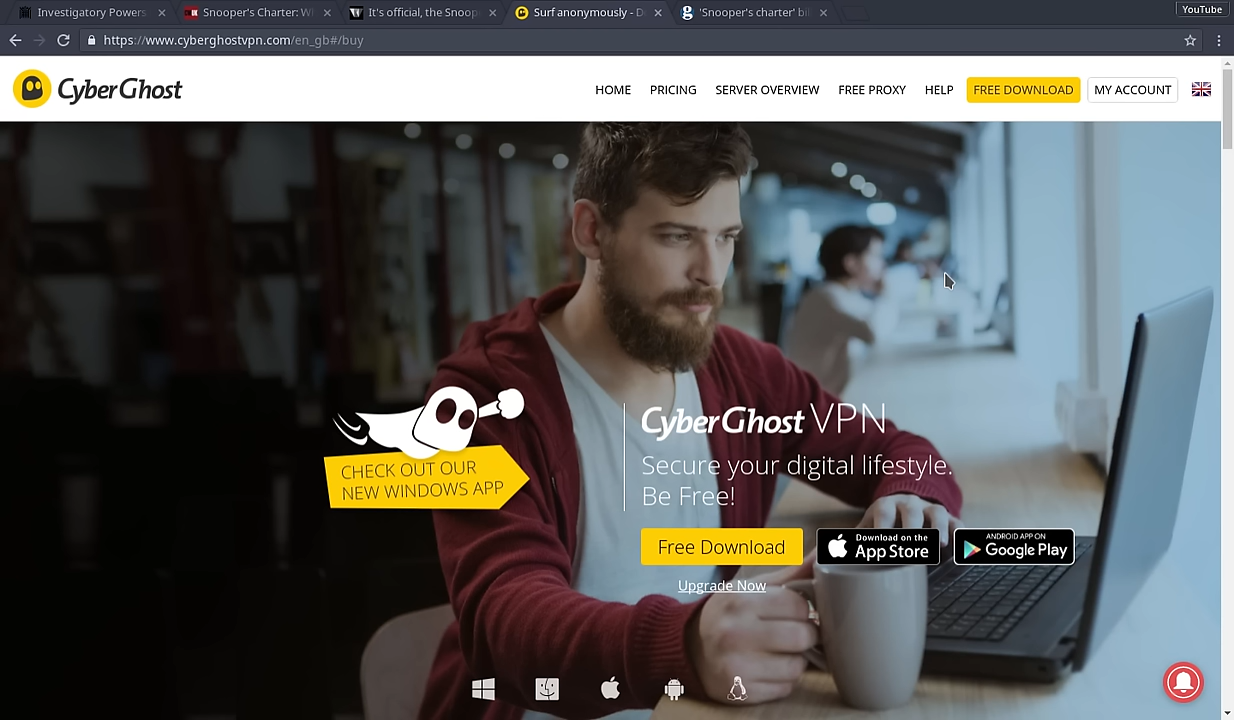 Investigatory Powers
Snooper's Charter: Wh
It's official, the Snoop
Surf anonymously - Do
'Snooper's charter' bil
YouTube
https://www.cyberghostvpn.com/en_gb#/buy
CyberGhost
HOME
PRICING
SERVER OVERVIEW
FREE PROXY
HELP
FREE DOWNLOAD
MY ACCOUNT
CHECK OUT OUR
NEW WINDOWS APP
CyberGhost VPN
Secure your digital lifestyle.
Be Free!
Free Download
Download on the
App Store
ANDROID APP ON
Google Play
Upgrade Now